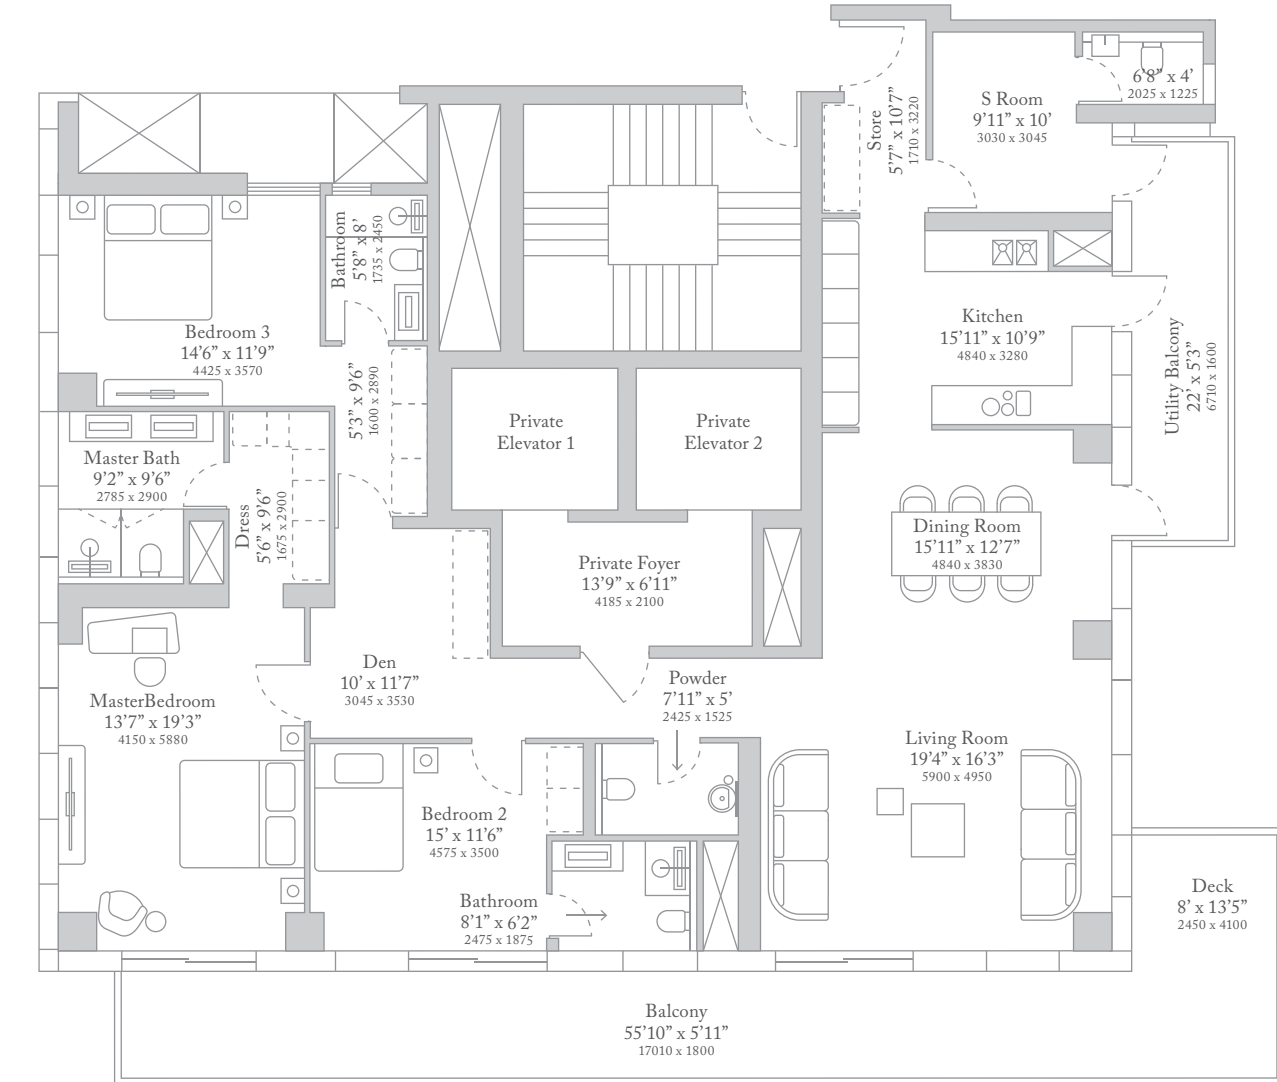 6’8” x 4’
2025 x 1225
S Room
9’11” x 10’
3030 x 3045
Store
5’7” x 10’7”
1710 x 3220
Bathroom
5’8” x 8’
1735 x 2450
Bedroom 3
14’6” x 11’9”
4425 x 3570
Kitchen
15’11” x 10’9”
4840 x 3280
Utility Balcony
22’ x 5’3”
6710 x 1600
5’3” x 9’6”
1600 x 2890
Private
Elevator 1
Private
Elevator 2
Master Bath
9’2” x 9’6”
2785 x 2900
Dress
5’6” x 9’6”
1675 x 2900
Dining Room
15’11” x 12’7”
4840 x 3830
Private Foyer
13’9” x 6’11”
4185 x 2100
Den
10’ x 11’7”
3045 x 3530
Powder
7’11” x 5’
2425 x 1525
MasterBedroom
13’7” x 19’3”
4150 x 5880
Living Room
19’4” x 16’3”
5900 x 4950
Bedroom 2
15’ x 11’6”
4575 x 3500
Bathroom
8’1” x 6’2”
2475 x 1875
Deck
8’ x 13’5”
2450 x 4100
Balcony
55’10” x 5’11”
17010 x 1800